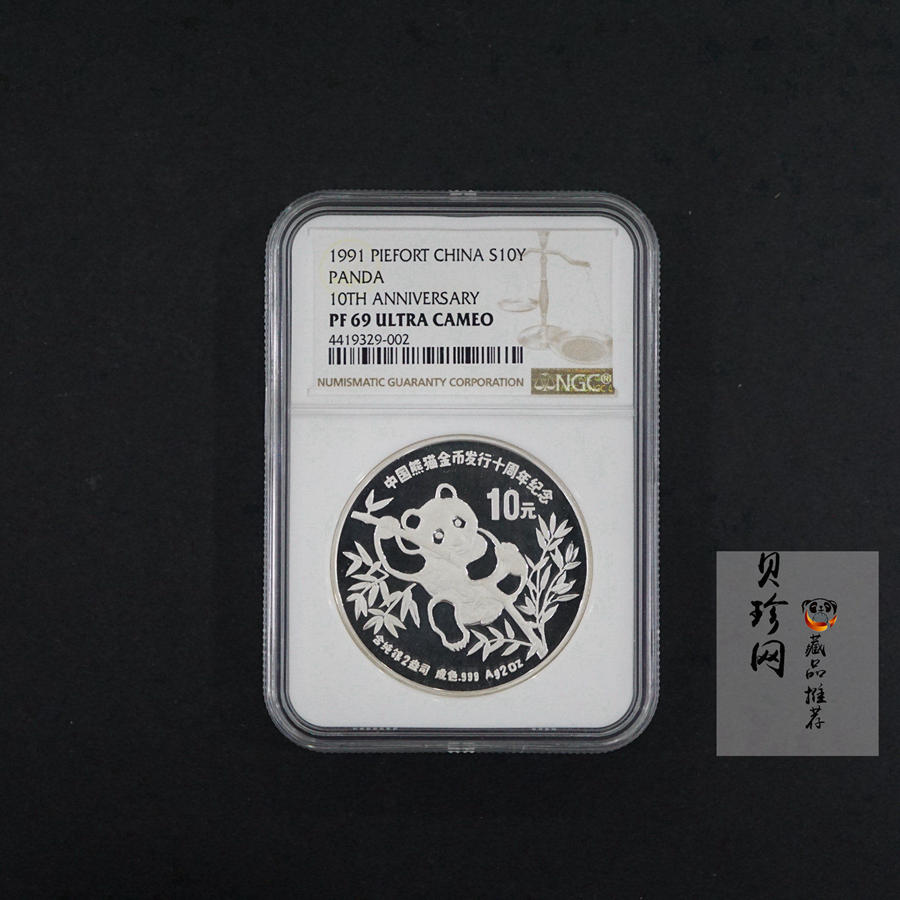 1991 PIEFORT CHINA S10Y
PANDA
10TH ANNIVERSARY
PF 69 ULTRA CAMEO
4419329-002
NUMISMATIC GUARANTY CORPORATION
NGC®
中国熊猫金币发行十周年纪念
10元
含纯银2盎司 成色.999 Ag2oz
贝珍网
藏品推荐